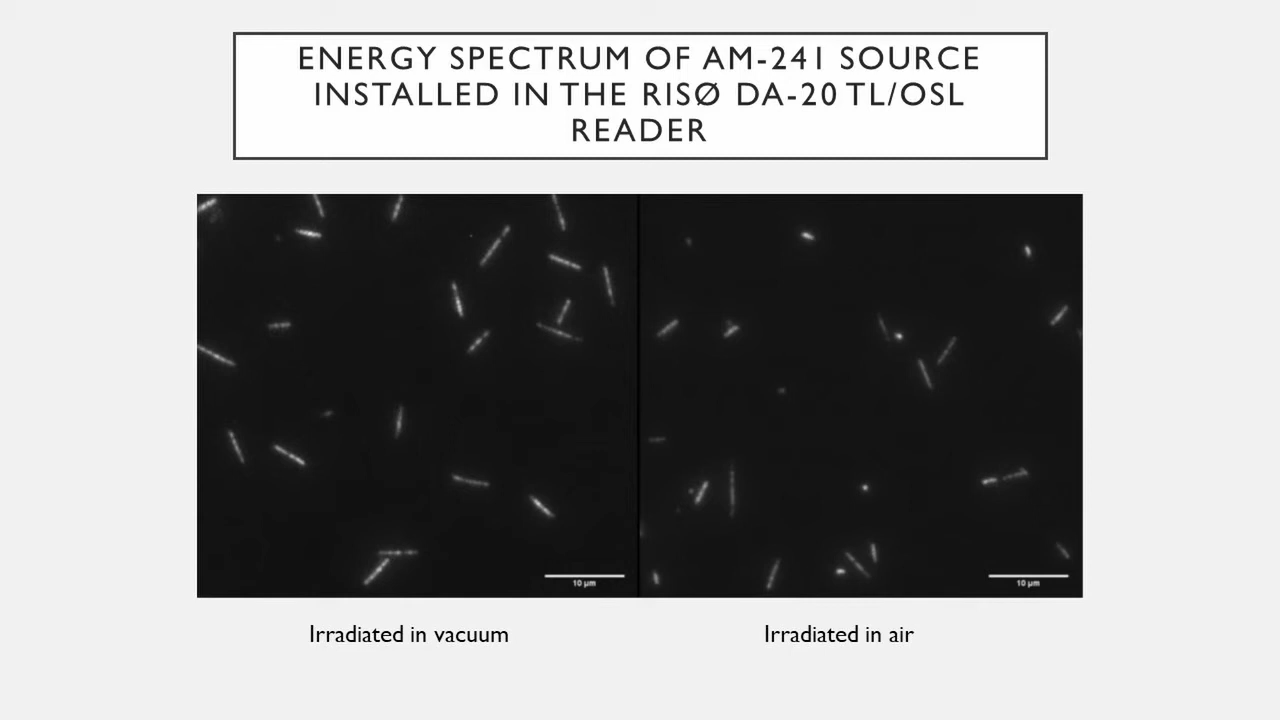 ENERGY SPECTRUM OF AM-241 SOURCE
INSTALLED IN THE RISØ DA-20 TL/OSL
READER
10 µm
10 µm
Irradiated in vacuum
Irradiated in air